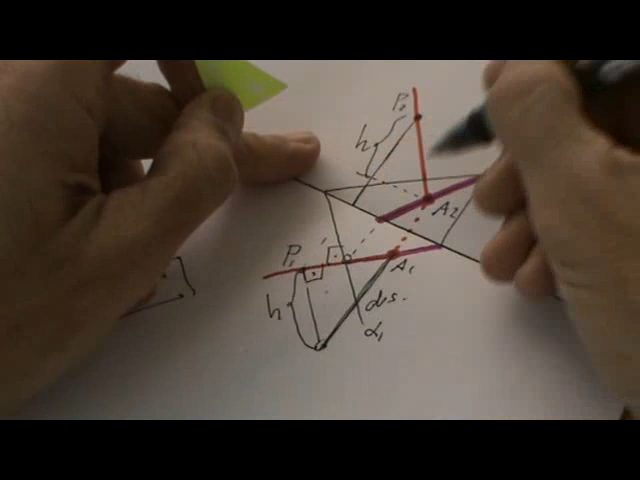 P₂
h
A₂
P₁
A₁
h
dis.
α₁